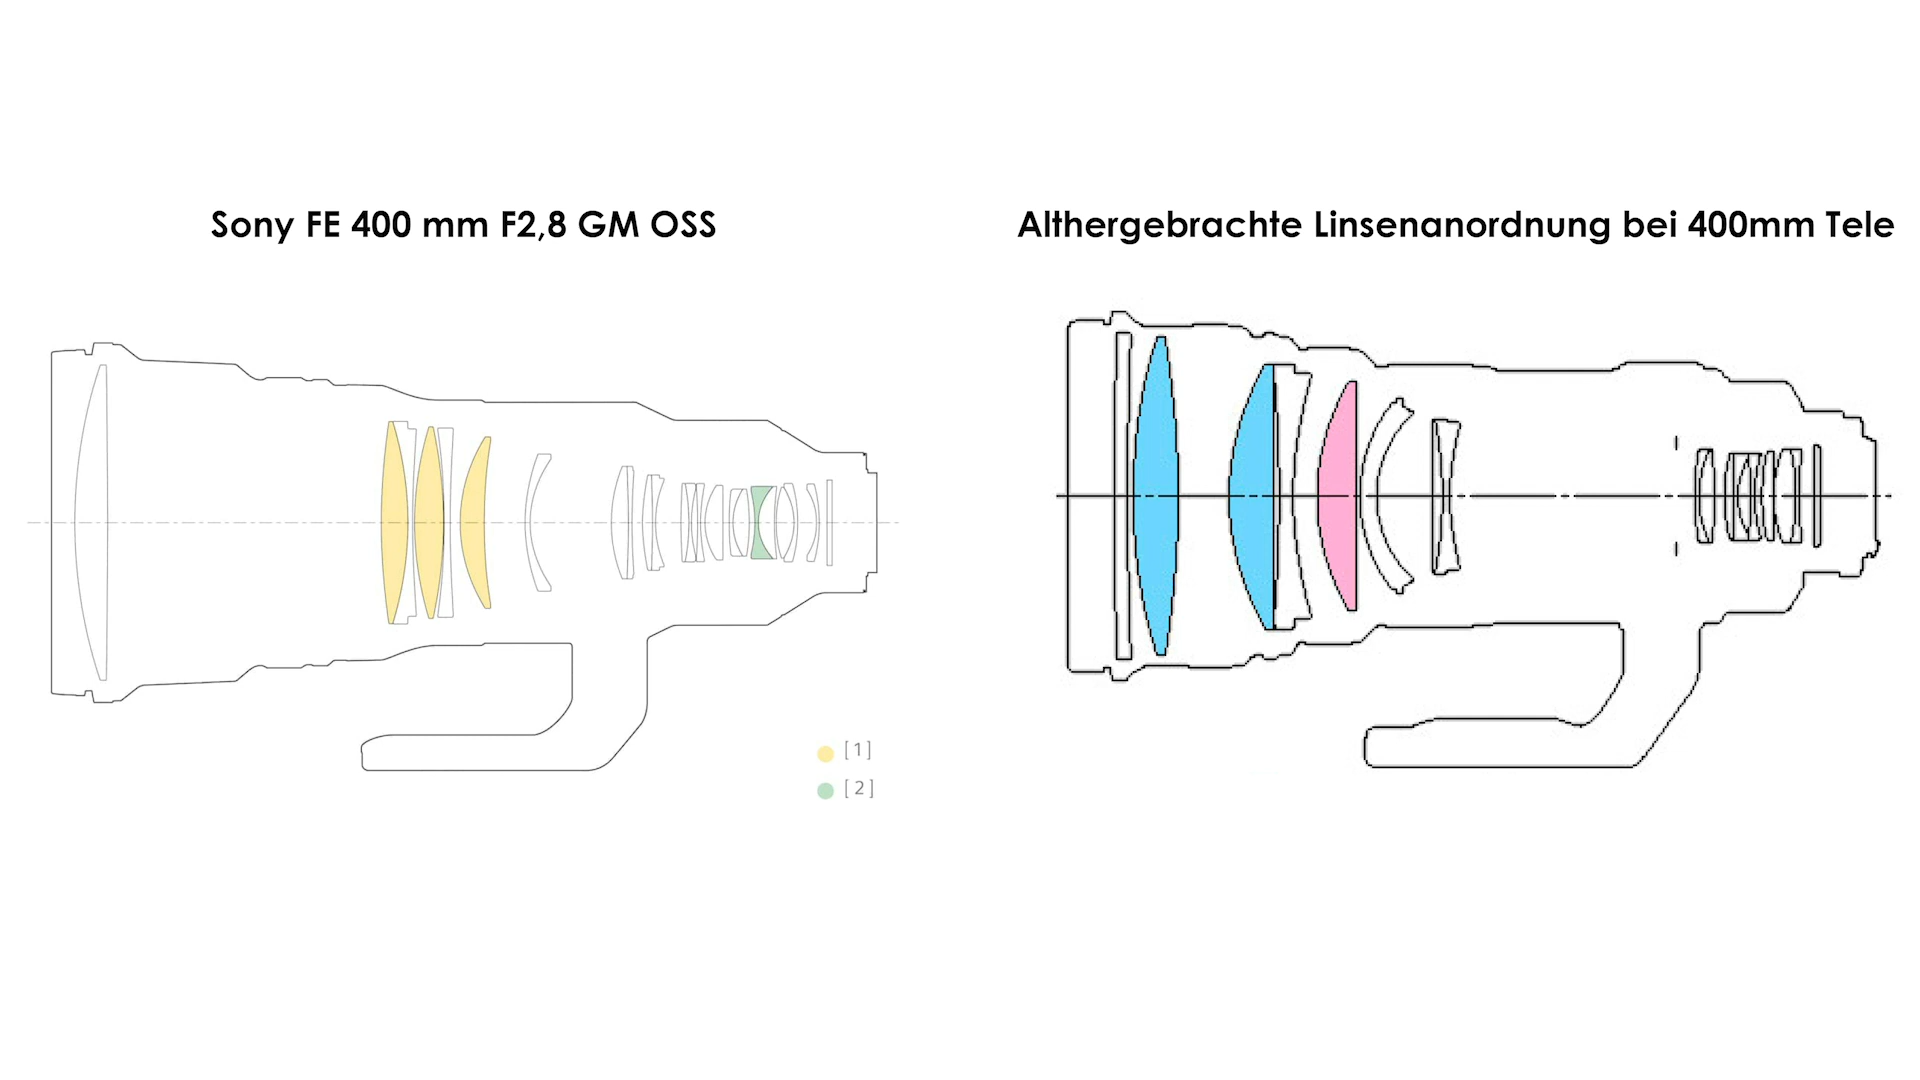 Sony FE 400 mm F2,8 GM OSS
Althergebrachte Linsenanordnung bei 400mm Tele
[1]
[2]